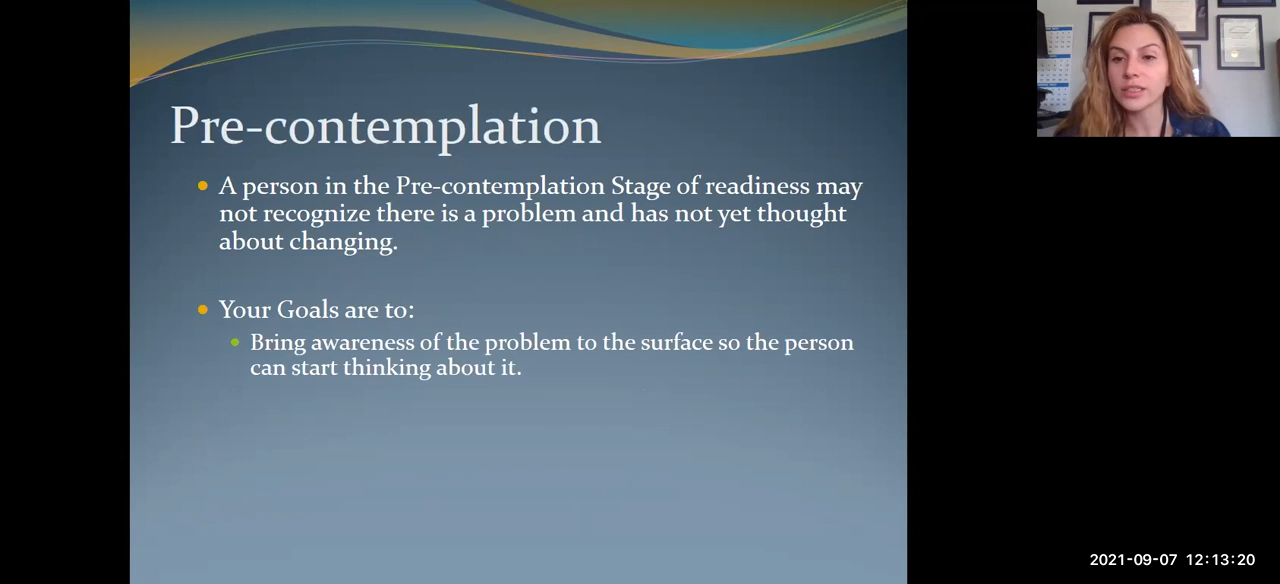 Pre-contemplation
A person in the Pre-contemplation Stage of readiness may
not recognize there is a problem and has not yet thought
about changing.
Your Goals are to:
Bring awareness of the problem to the surface so the person
can start thinking about it.
2021-09-07 12:13:20